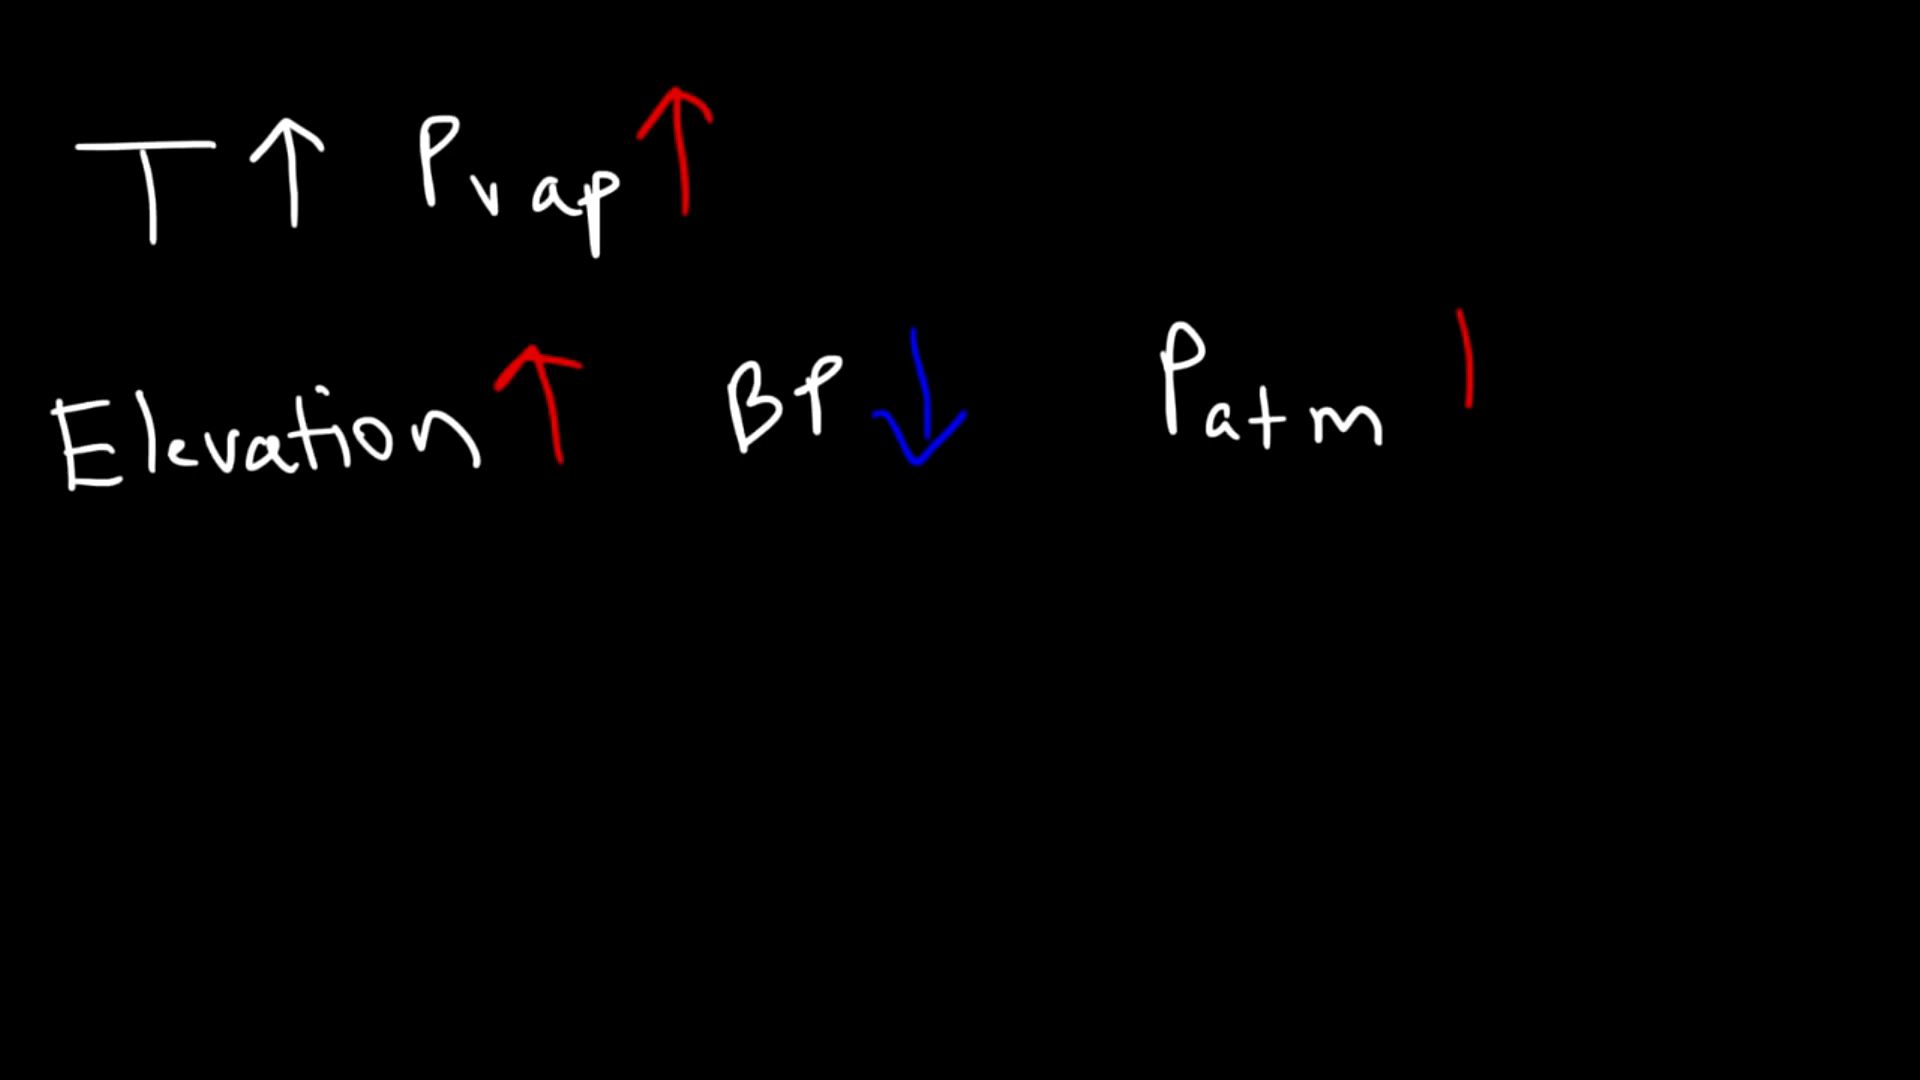 T ↑ Pvap ↑
Elevation ↑ BP ↓ Patm |